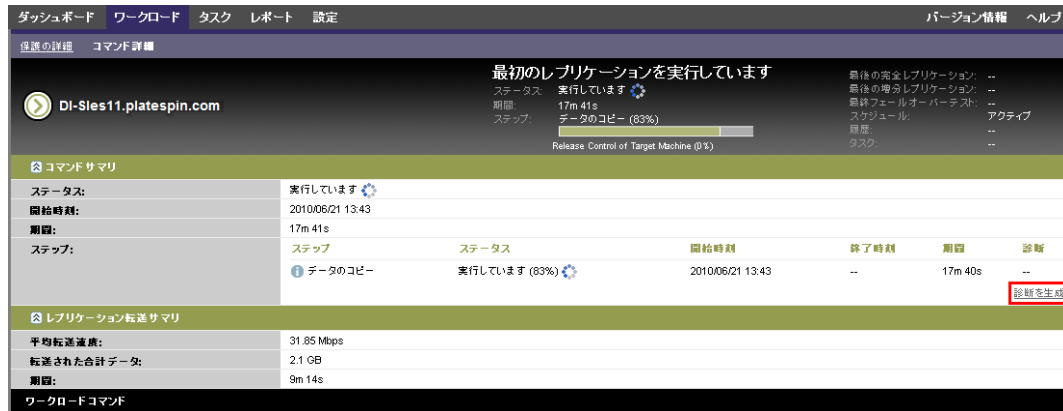 ダッシュボード ワークロード タスク レポート 設定 バージョン情報 ヘルプ
保護の詳細 コマンド詳細
最初のレプリケーションを実行しています
ステータス: 実行しています
期間: 17m 41s
ステップ: データのコピー (83%)
Release Control of Target Machine (0%)
DI-Sles11.platespin.com
最後の完全レプリケーション: --
最後の増分レプリケーション: --
最終フェールオーバーテスト: --
スケジュール: アクティブ
履歴: --
タスク: --
コマンドサマリ
ステータス: 実行しています
開始時刻: 2010/06/21 13:43
期間: 17m 41s
ステップ: ステップ ステータス 開始時刻 終了時刻 期間 診断
データのコピー 実行しています (83%) 2010/06/21 13:43 -- 17m 40s --
診断を生成
レプリケーション転送サマリ
平均転送速度: 31.85 Mbps
転送された合計データ: 2.1 GB
期間: 9m 14s
ワークロードコマンド